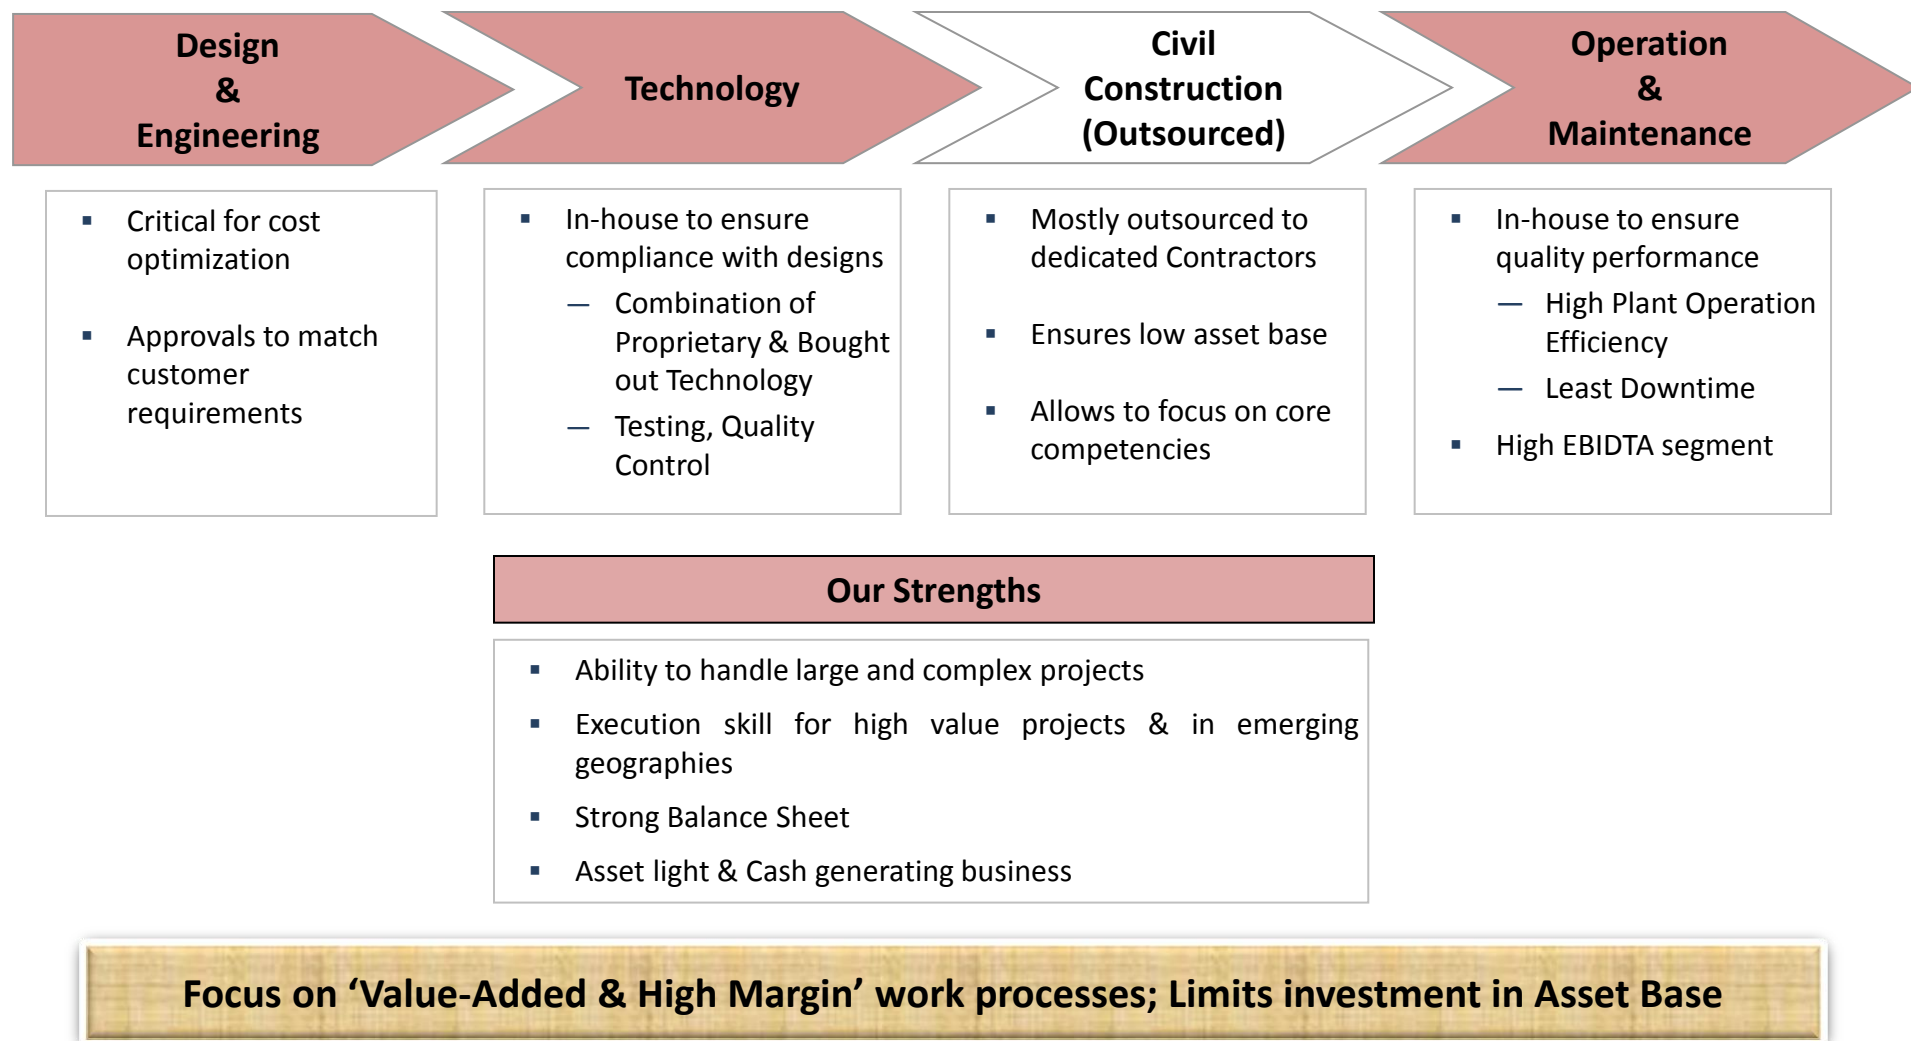 Design
&
Engineering
Technology
Civil
Construction
(Outsourced)
Operation
&
Maintenance
▪ Critical for cost
optimization
▪ Approvals to match
customer
requirements
▪ In-house to ensure
compliance with designs
— Combination of
Proprietary & Bought
out Technology
— Testing, Quality
Control
▪ Mostly outsourced to
dedicated Contractors
▪ Ensures low asset base
▪ Allows to focus on core
competencies
▪ In-house to ensure
quality performance
— High Plant Operation
Efficiency
— Least Downtime
▪ High EBIDTA segment
Our Strengths
▪ Ability to handle large and complex projects
▪ Execution skill for high value projects & in emerging
geographies
▪ Strong Balance Sheet
▪ Asset light & Cash generating business
Focus on ‘Value-Added & High Margin’ work processes; Limits investment in Asset Base